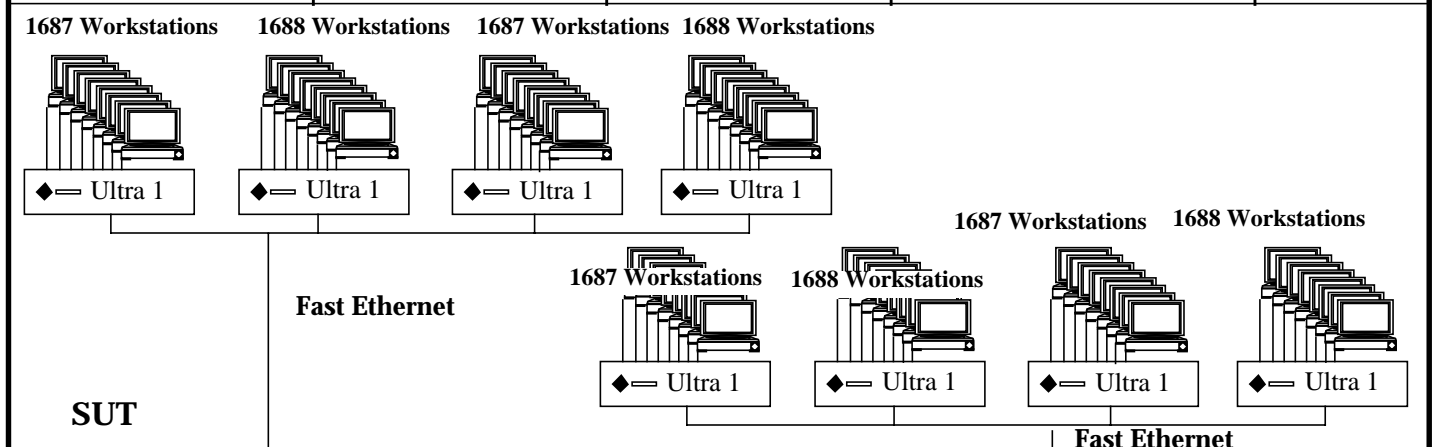 1687 Workstations 1688 Workstations 1687 Workstations 1688 Workstations
Ultra 1 Ultra 1 Ultra 1 Ultra 1
1687 Workstations 1688 Workstations
1687 Workstations 1688 Workstations
Fast Ethernet
Ultra 1 Ultra 1 Ultra 1 Ultra 1
SUT
Fast Ethernet